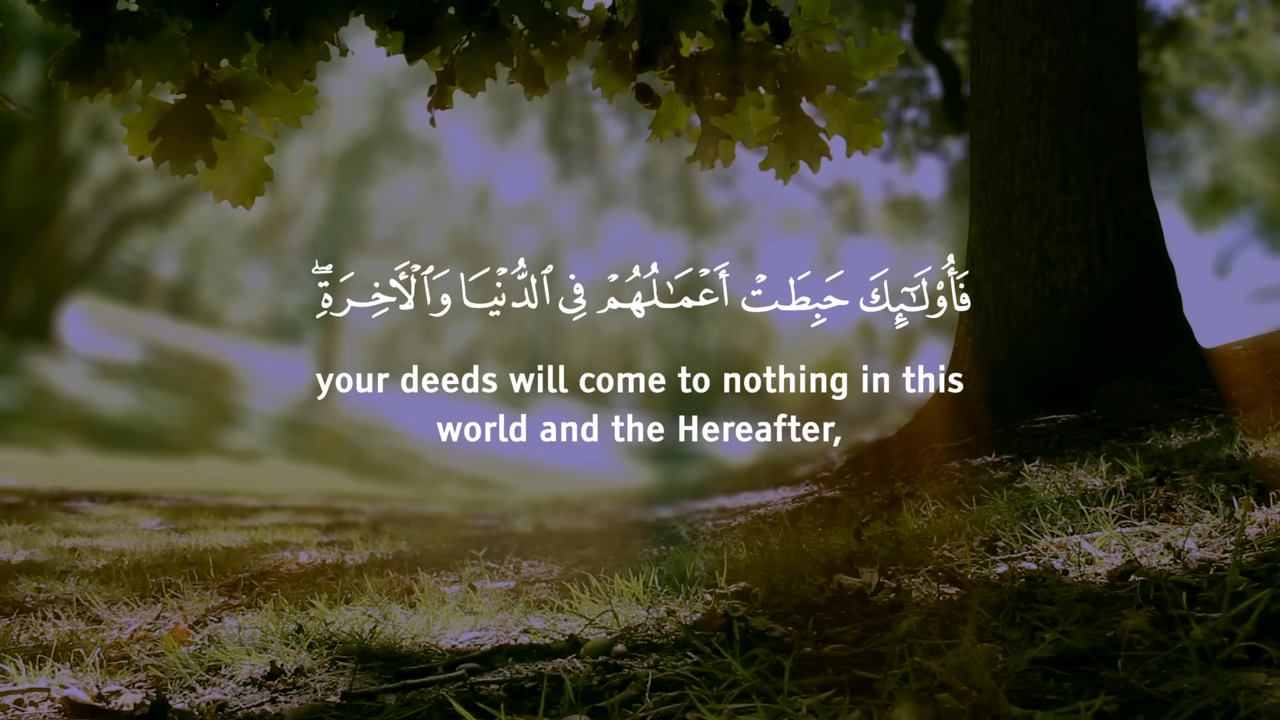 فَأُو۟لَـٰٓئِكَ حَبِطَتْ أَعْمَـٰلُهُمْ فِى ٱلدُّنْيَا وَٱلْأَخِرَةِ ۖ
your deeds will come to nothing in this
world and the Hereafter,